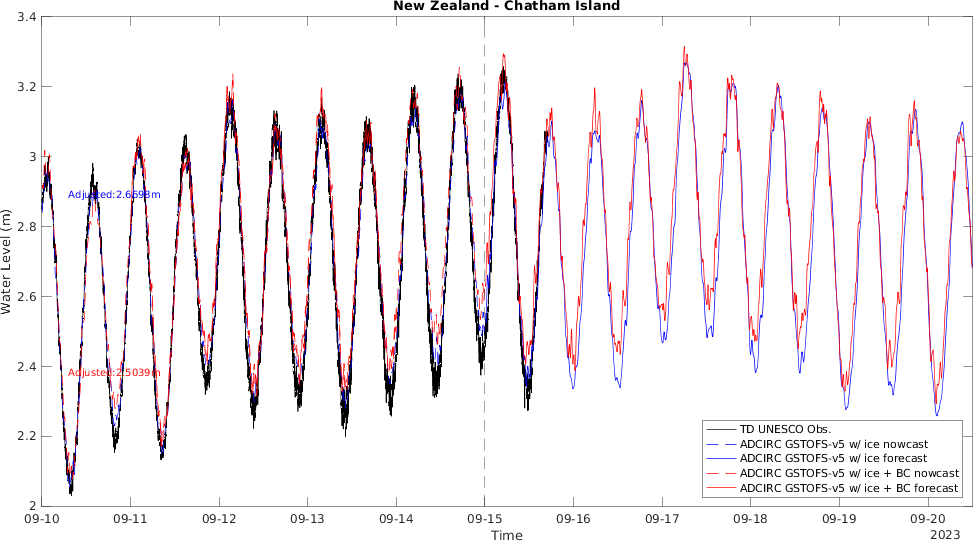 New Zealand - Chatham Island
3.4
3.2
3
2.8
2.6
2.4
2.2
2
Water Level (m)
Adjusted:2.6693m
Adjusted:2.5039m
TD UNESCO Obs.
ADCIRC GSTOFS-v5 w/ ice nowcast
ADCIRC GSTOFS-v5 w/ ice forecast
ADCIRC GSTOFS-v5 w/ ice + BC nowcast
ADCIRC GSTOFS-v5 w/ ice + BC forecast
09-10 09-11 09-12 09-13 09-14 09-15 09-16 09-17 09-18 09-19 09-20
Time
2023